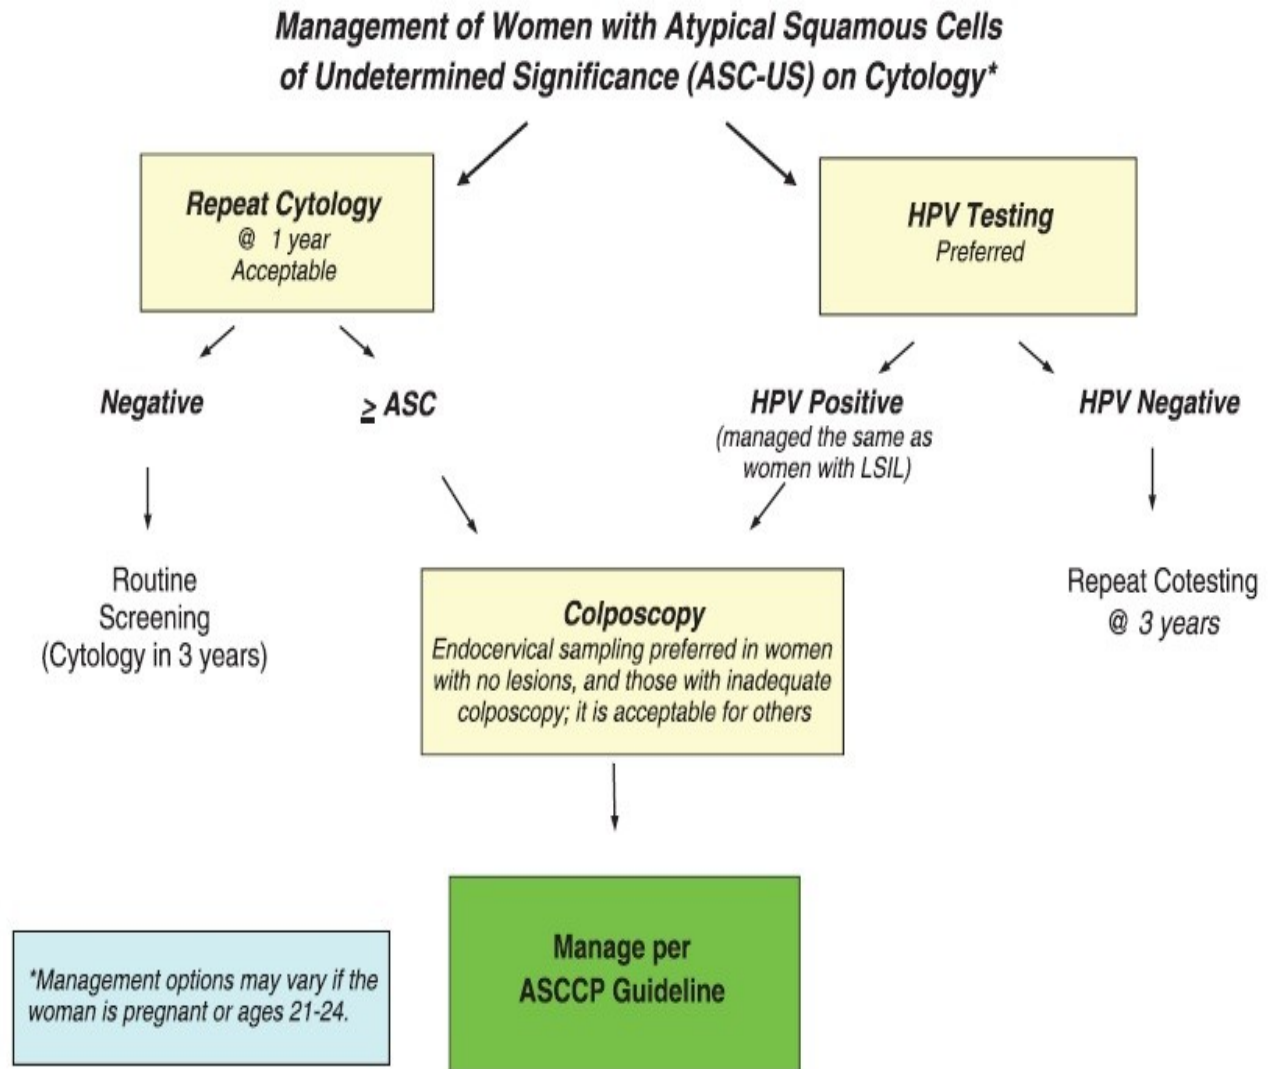 Management of Women with Atypical Squamous Cells
of Undetermined Significance (ASC-US) on Cytology*
Repeat Cytology
@ 1 year
Acceptable
HPV Testing
Preferred
Negative
≥ ASC
HPV Positive
(managed the same as
women with LSIL)
HPV Negative
Routine
Screening
(Cytology in 3 years)
Colposcopy
Endocervical sampling preferred in women
with no lesions, and those with inadequate
colposcopy; it is acceptable for others
Repeat Cotesting
@ 3 years
Manage per
ASCCP Guideline
*Management options may vary if the
woman is pregnant or ages 21-24.